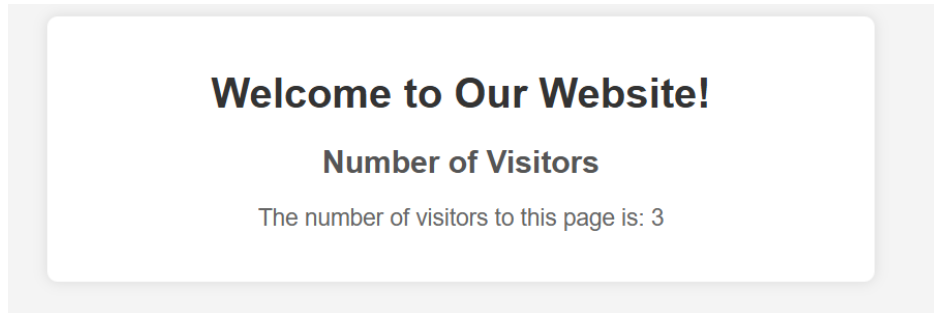 Welcome to Our Website!
Number of Visitors
The number of visitors to this page is: 3